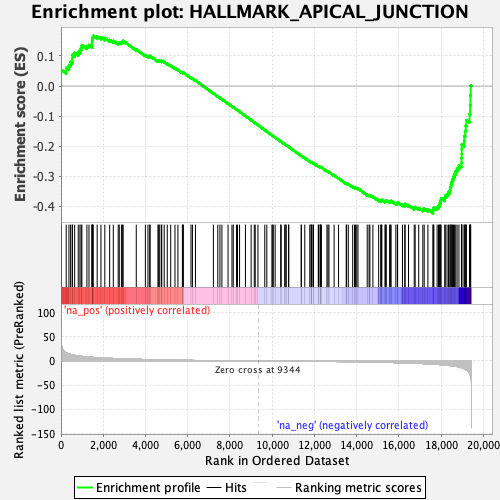 Enrichment plot: HALLMARK_APICAL_JUNCTION
Enrichment score (ES)
0.1
0.0
-0.1
-0.2
-0.3
-0.4
'na_pos' (positively correlated)
Ranked list metric (PreRanked)
100
50
0
-50
-100
-150
Zero cross at 9344
'na_neg' (negatively correlated)
0 2,000 4,000 6,000 8,000 10,000 12,000 14,000 16,000 18,000 20,000
Rank in Ordered Dataset
Enrichment profile Hits Ranking metric scores